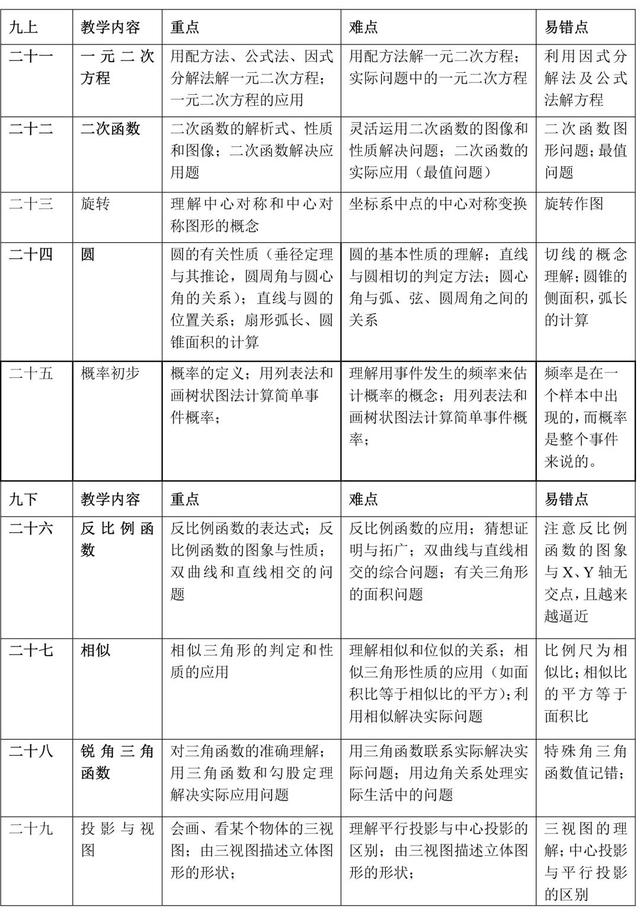 九上 教学内容 重点 难点 易错点
二十一 一元二次 用配方法、公式法、因式 用配方法解一元二次方程； 利用因式分
方程 分解法解一元二次方程； 实际问题中的一元二次方程 解法及公式
一元二次方程的应用 法解方程
二十二 二次函数 二次函数的解析式、性质 灵活运用二次函数的图像和 二次函数图
和图像；二次函数解决应 性质解决问题；二次函数的 形问题；最值
用题 实际应用（最值问题） 问题
二十三 旋转 理解中心对称和中心对 坐标系中点的中心对称变换 旋转作图
称图形的概念
二十四 圆 圆的有关性质（垂径定理 圆的基本性质的理解；直线 切线的概念
与其推论，圆周角与圆心 与圆相切的判定方法；圆心 理解；圆锥的
角的关系）；直线与圆的 角与弧、弦、圆周角之间的 侧面积，弧长
位置关系；扇形弧长、圆 关系 的计算
锥面积的计算
二十五 概率初步 概率的定义；用列表法和 理解用事件发生的频率来估 频率是在一
画树状图法计算简单事 计概率的概念；用列表法和 个样本中出
件概率； 画树状图法计算简单事件概 现的，而概率
率； 是整个事件
来说的。
九下 教学内容 重点 难点 易错点
二十六 反比例函 反比例函数的表达式；反 反比例函数的应用；猜想证 注意反比例
数 比例函数的图象与性质； 明与拓广；双曲线与直线相 函数的图象
双曲线和直线相交的问 交的综合问题；有关三角形 与 X、Y 轴无
题 的面积问题 交点，且越来
越逼近
二十七 相似 相似三角形的判定和性 理解相似和位似的关系；相 比例尺为相
质的应用 似三角形性质的应用（如面 似比；相似比
积比等于相似比的平方）；利 的平方等于
用相似解决实际问题 面积比
二十八 锐角三角 对三角函数的准确理解； 用三角函数联系实际解决实 特殊角三角
函数 用三角函数和勾股定理 际问题；用边角关系处理实 函数值记错；
解决实际应用问题 际生活中的问题
二十九 投影与视 会画、看某个物体的三视 理解平行投影与中心投影的 三视图的理
图 图；由三视图描述立体图 区别；由三视图描述立体图 解；中心投影
形的形状； 形的形状； 与平行投影
的区别